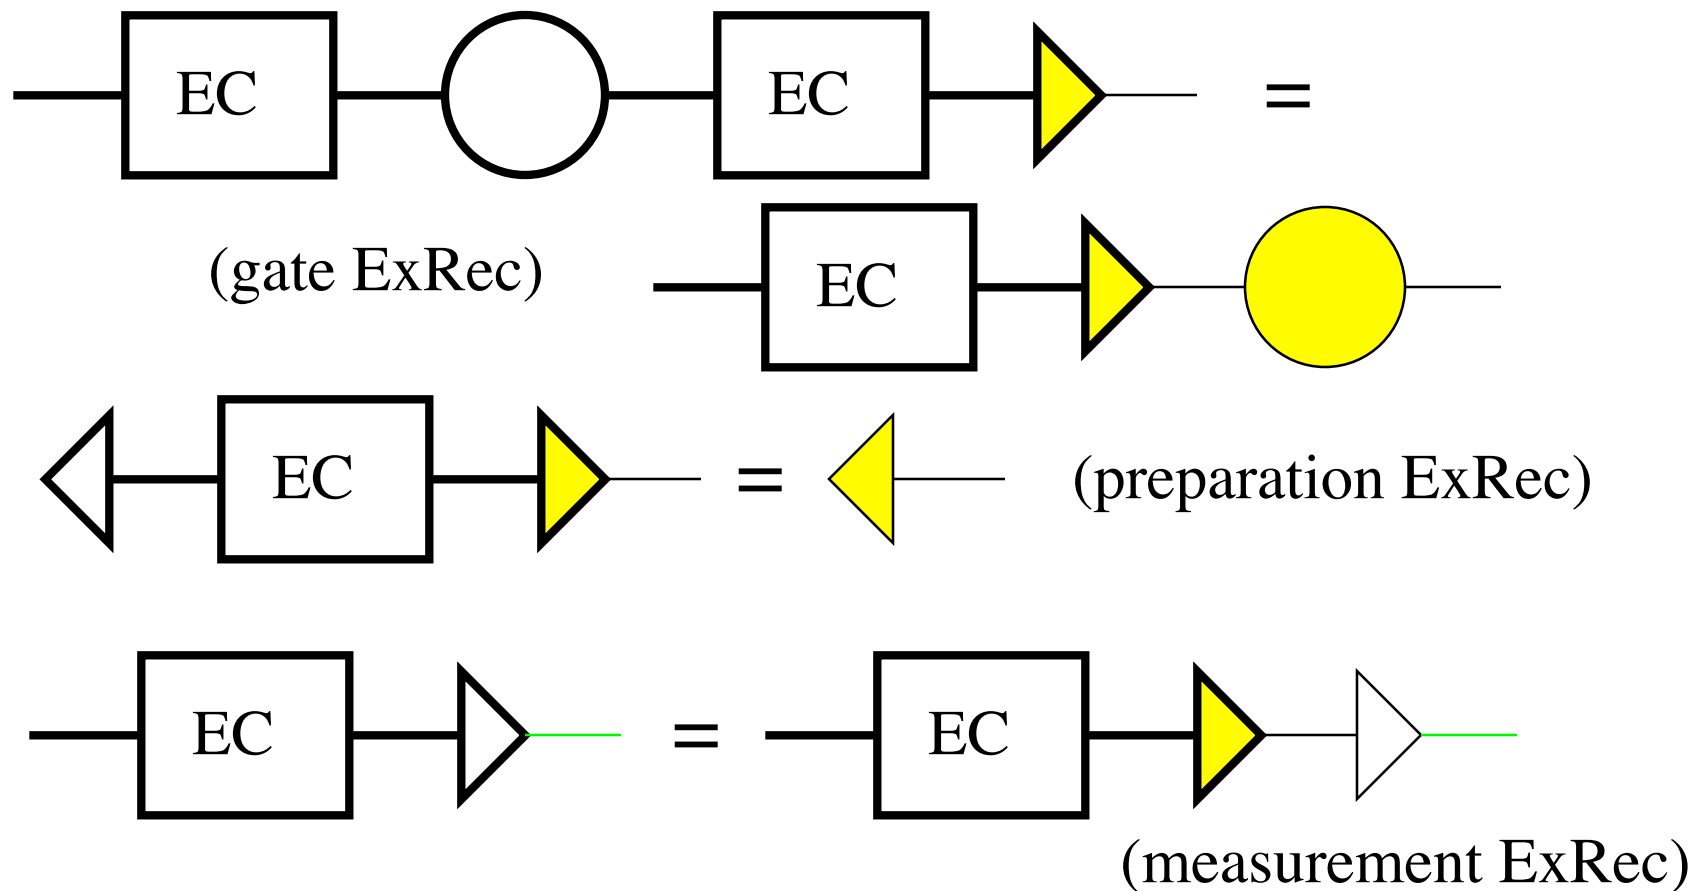 EC EC =
(gate ExRec) EC
EC = (preparation ExRec)
EC = EC
(measurement ExRec)